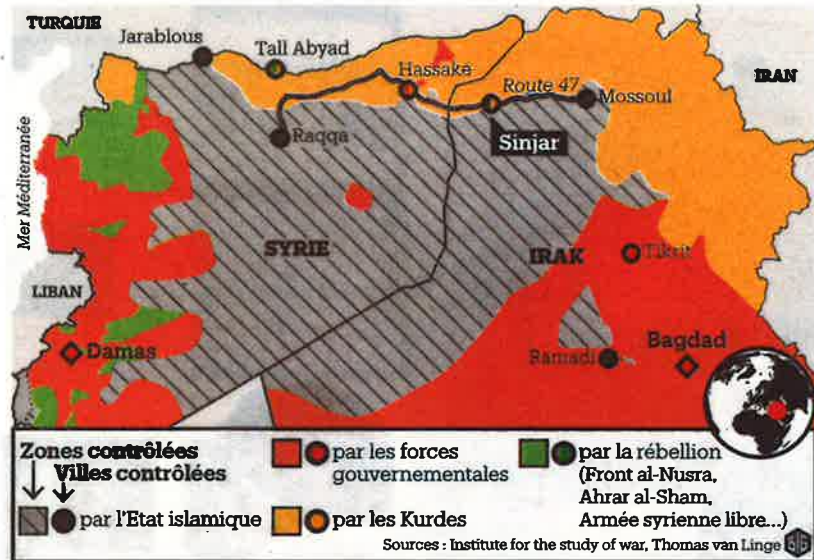 TURQUIE
Jarablous
Tall Abyad
Hassaké
Route 47
IRAN
Mossoul
Raqqa
Sinjar
Mer Méditerranée
SYRIE
IRAK
Tikrit
LIBAN
Damas
Ramadi
Bagdad
Zones contrôlées
Villes contrôlées
par l'Etat islamique
par les forces
gouvernementales
par les Kurdes
par la rébellion
(Front al-Nusra,
Ahrar al-Sham,
Armée syrienne libre...)
Sources : Institute for the study of war, Thomas van Linge